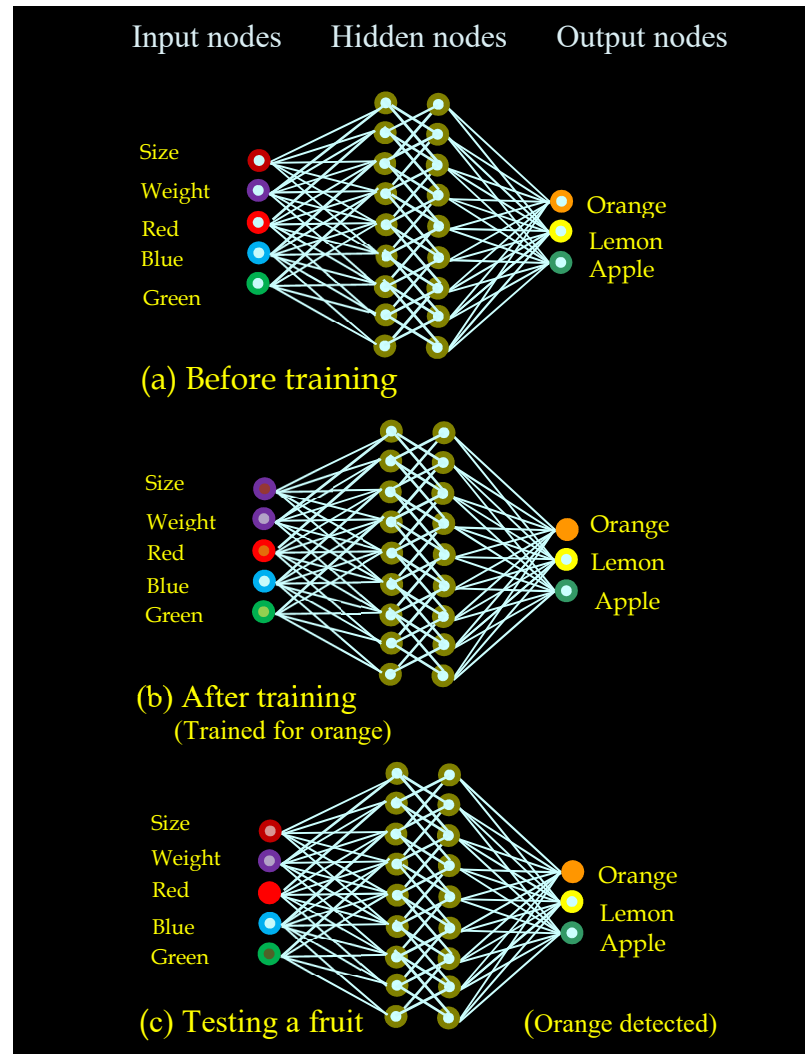 Input nodes Hidden nodes Output nodes
Size
Weight
Red
Blue
Green
Orange
Lemon
Apple
(a) Before training
Size
Weight
Red
Blue
Green
Orange
Lemon
Apple
(b) After training
(Trained for orange)
Size
Weight
Red
Blue
Green
Orange
Lemon
Apple
(c) Testing a fruit (Orange detected)